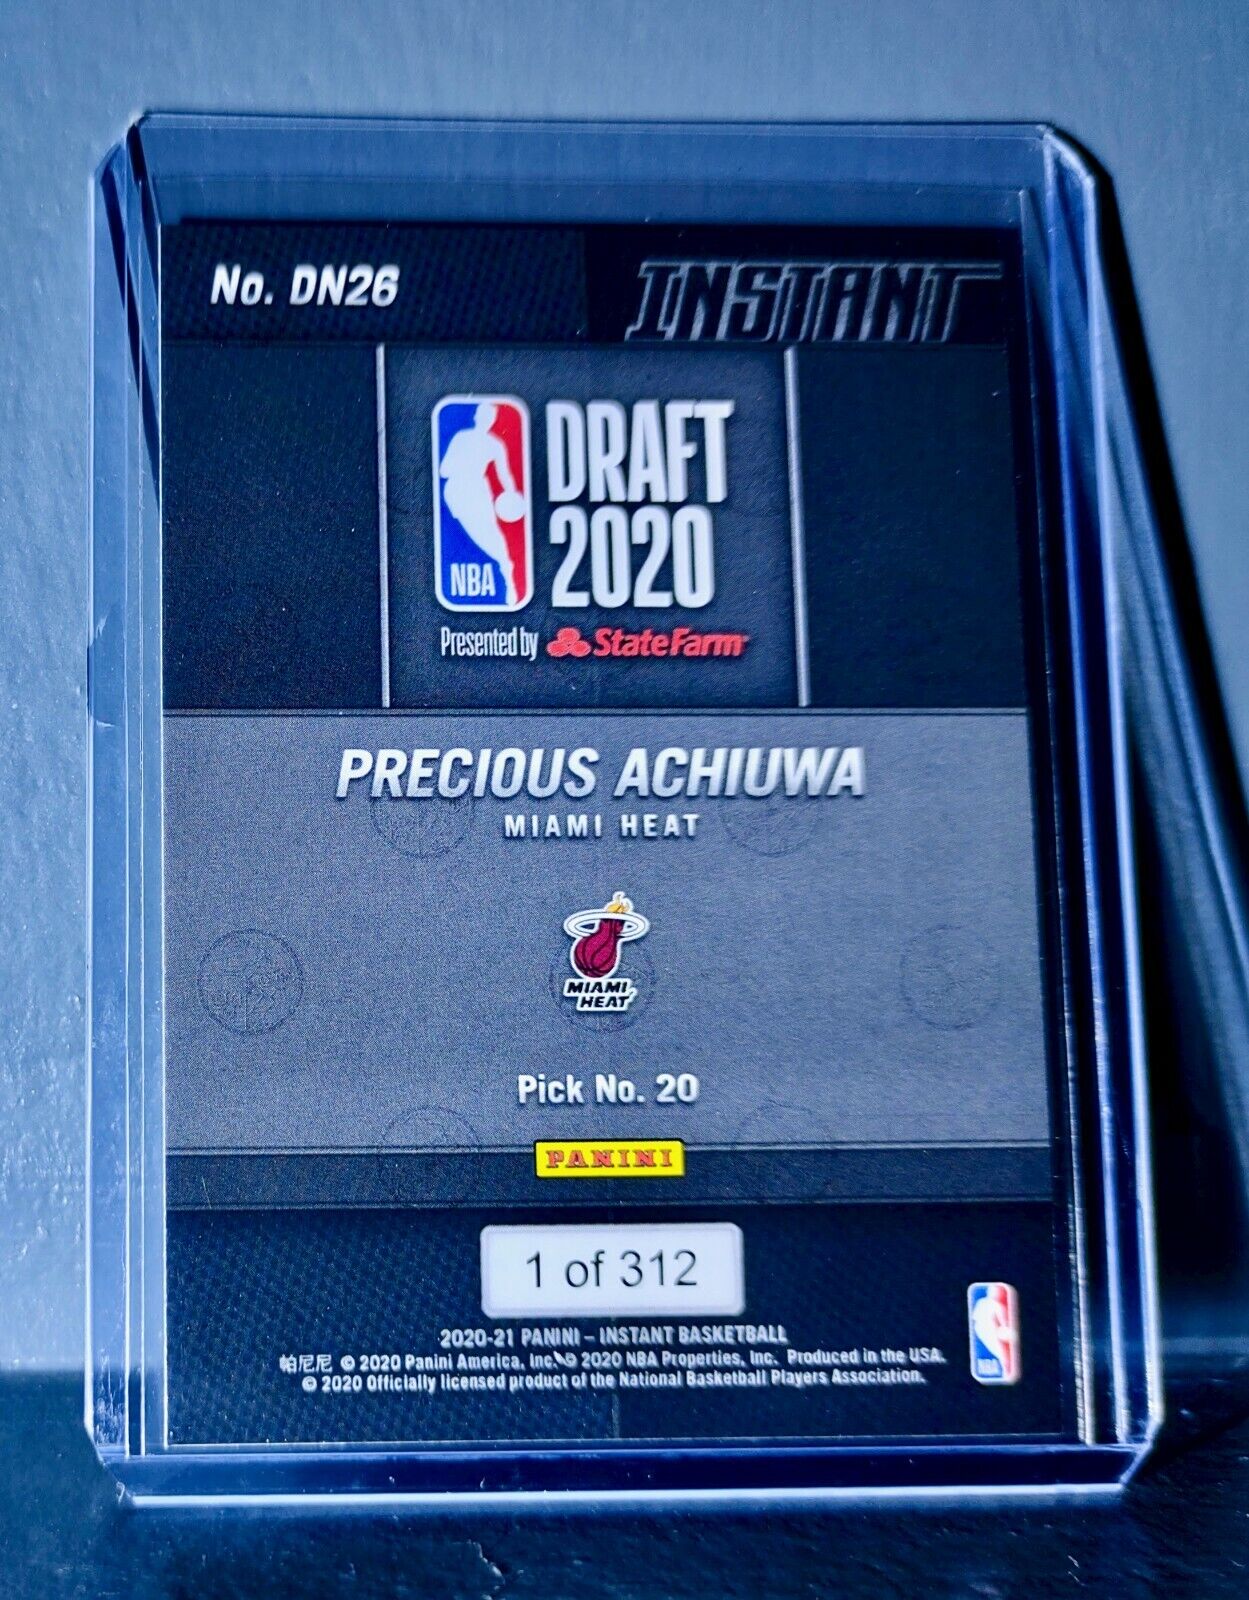 No. DN26
INSTANT
DRAFT
2020
NBA
Presented by StateFarm
PRECIOUS ACHIUWA
MIAMI HEAT
MIAMI
HEAT
Pick No. 20
PANINI
1 of 312
2020-21 PANINI – INSTANT BASKETBALL
帕尼尼 © 2020 Panini America, Inc. © 2020 NBA Properties, Inc. Produced in the USA.
© 2020 Officially licensed product of the National Basketball Players Association.
NBA